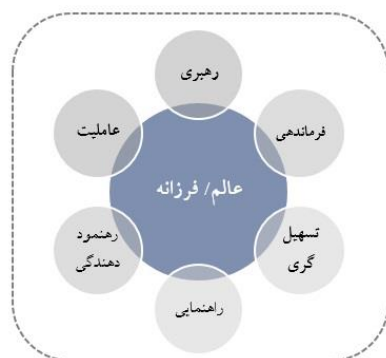 رهبری
فرماندهی
عاملیت
عالم/ فرزانه
تسهیل
گری
رهنمود
دهندگی
راهنمایی